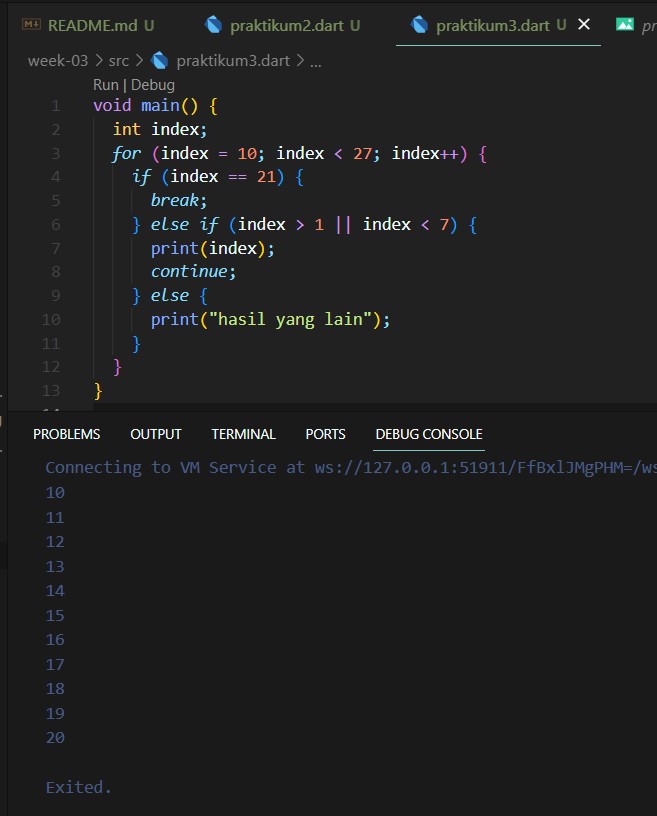 README.md U praktikum2.dart U praktikum3.dart U
week-03 > src > praktikum3.dart > ...
Run | Debug
1 void main() {
2 int index;
3 for (index = 10; index < 27; index++) {
4 if (index == 21) {
5 break;
6 } else if (index > 1 || index < 7) {
7 print(index);
8 continue;
9 } else {
10 print("hasil yang lain");
11 }
12 }
13 }
PROBLEMS OUTPUT TERMINAL PORTS DEBUG CONSOLE
Connecting to VM Service at ws://127.0.0.1:51911/FfBxlJMgPHM=/ws
10
11
12
13
14
15
16
17
18
19
20
Exited.